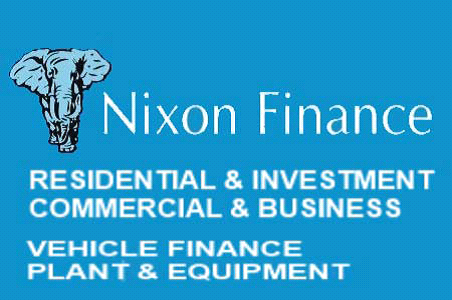 Nixon Finance
RESIDENTIAL & INVESTMENT
COMMERCIAL & BUSINESS
VEHICLE FINANCE
PLANT & EQUIPMENT